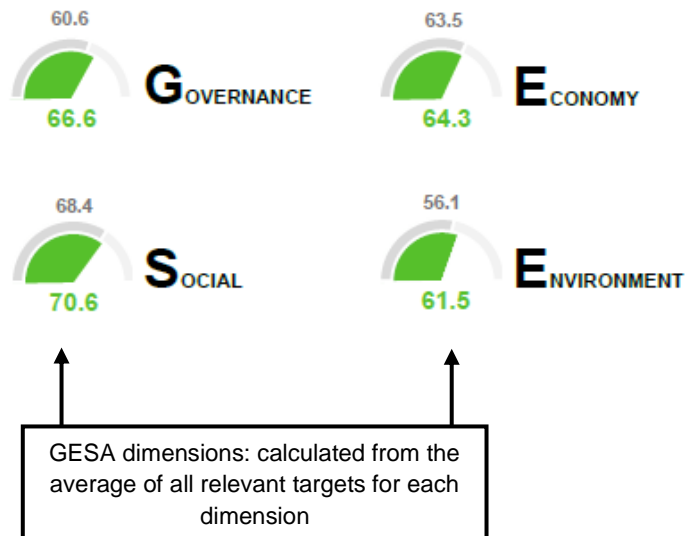 60.6
GOVERNANCE
66.6
63.5
ECONOMY
64.3
68.4
SOCIAL
70.6
56.1
ENVIRONMENT
61.5
GESA dimensions: calculated from the
average of all relevant targets for each
dimension